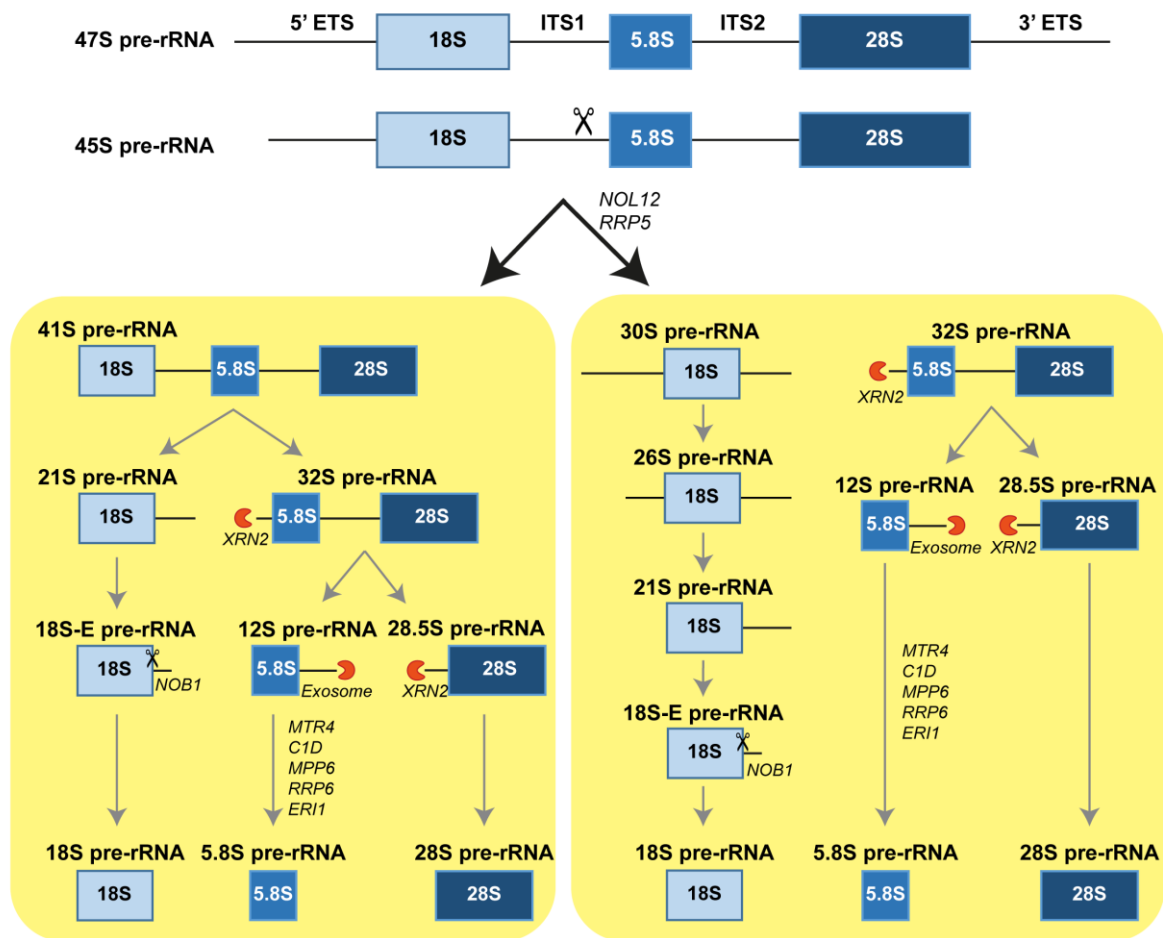 5' ETS ITS1 ITS2 3' ETS
47S pre-rRNA 18S 5.8S 28S
45S pre-rRNA 18S 5.8S 28S
NOL12
RRP5
41S pre-rRNA
18S 5.8S 28S
21S pre-rRNA 32S pre-rRNA
18S 5.8S 28S
XRN2
18S-E pre-rRNA 12S pre-rRNA 28.5S pre-rRNA
18S 5.8S 28S
NOB1 Exosome XRN2
MTR4
C1D
MPP6
RRP6
ERI1
18S pre-rRNA 5.8S pre-rRNA 28S pre-rRNA
18S 5.8S 28S
30S pre-rRNA 32S pre-rRNA
18S 5.8S 28S
XRN2
26S pre-rRNA 12S pre-rRNA 28.5S pre-rRNA
18S 5.8S 28S
Exosome XRN2
21S pre-rRNA
18S
MTR4
C1D
MPP6
RRP6
ERI1
18S-E pre-rRNA
18S
NOB1
18S pre-rRNA 5.8S pre-rRNA 28S pre-rRNA
18S 5.8S 28S